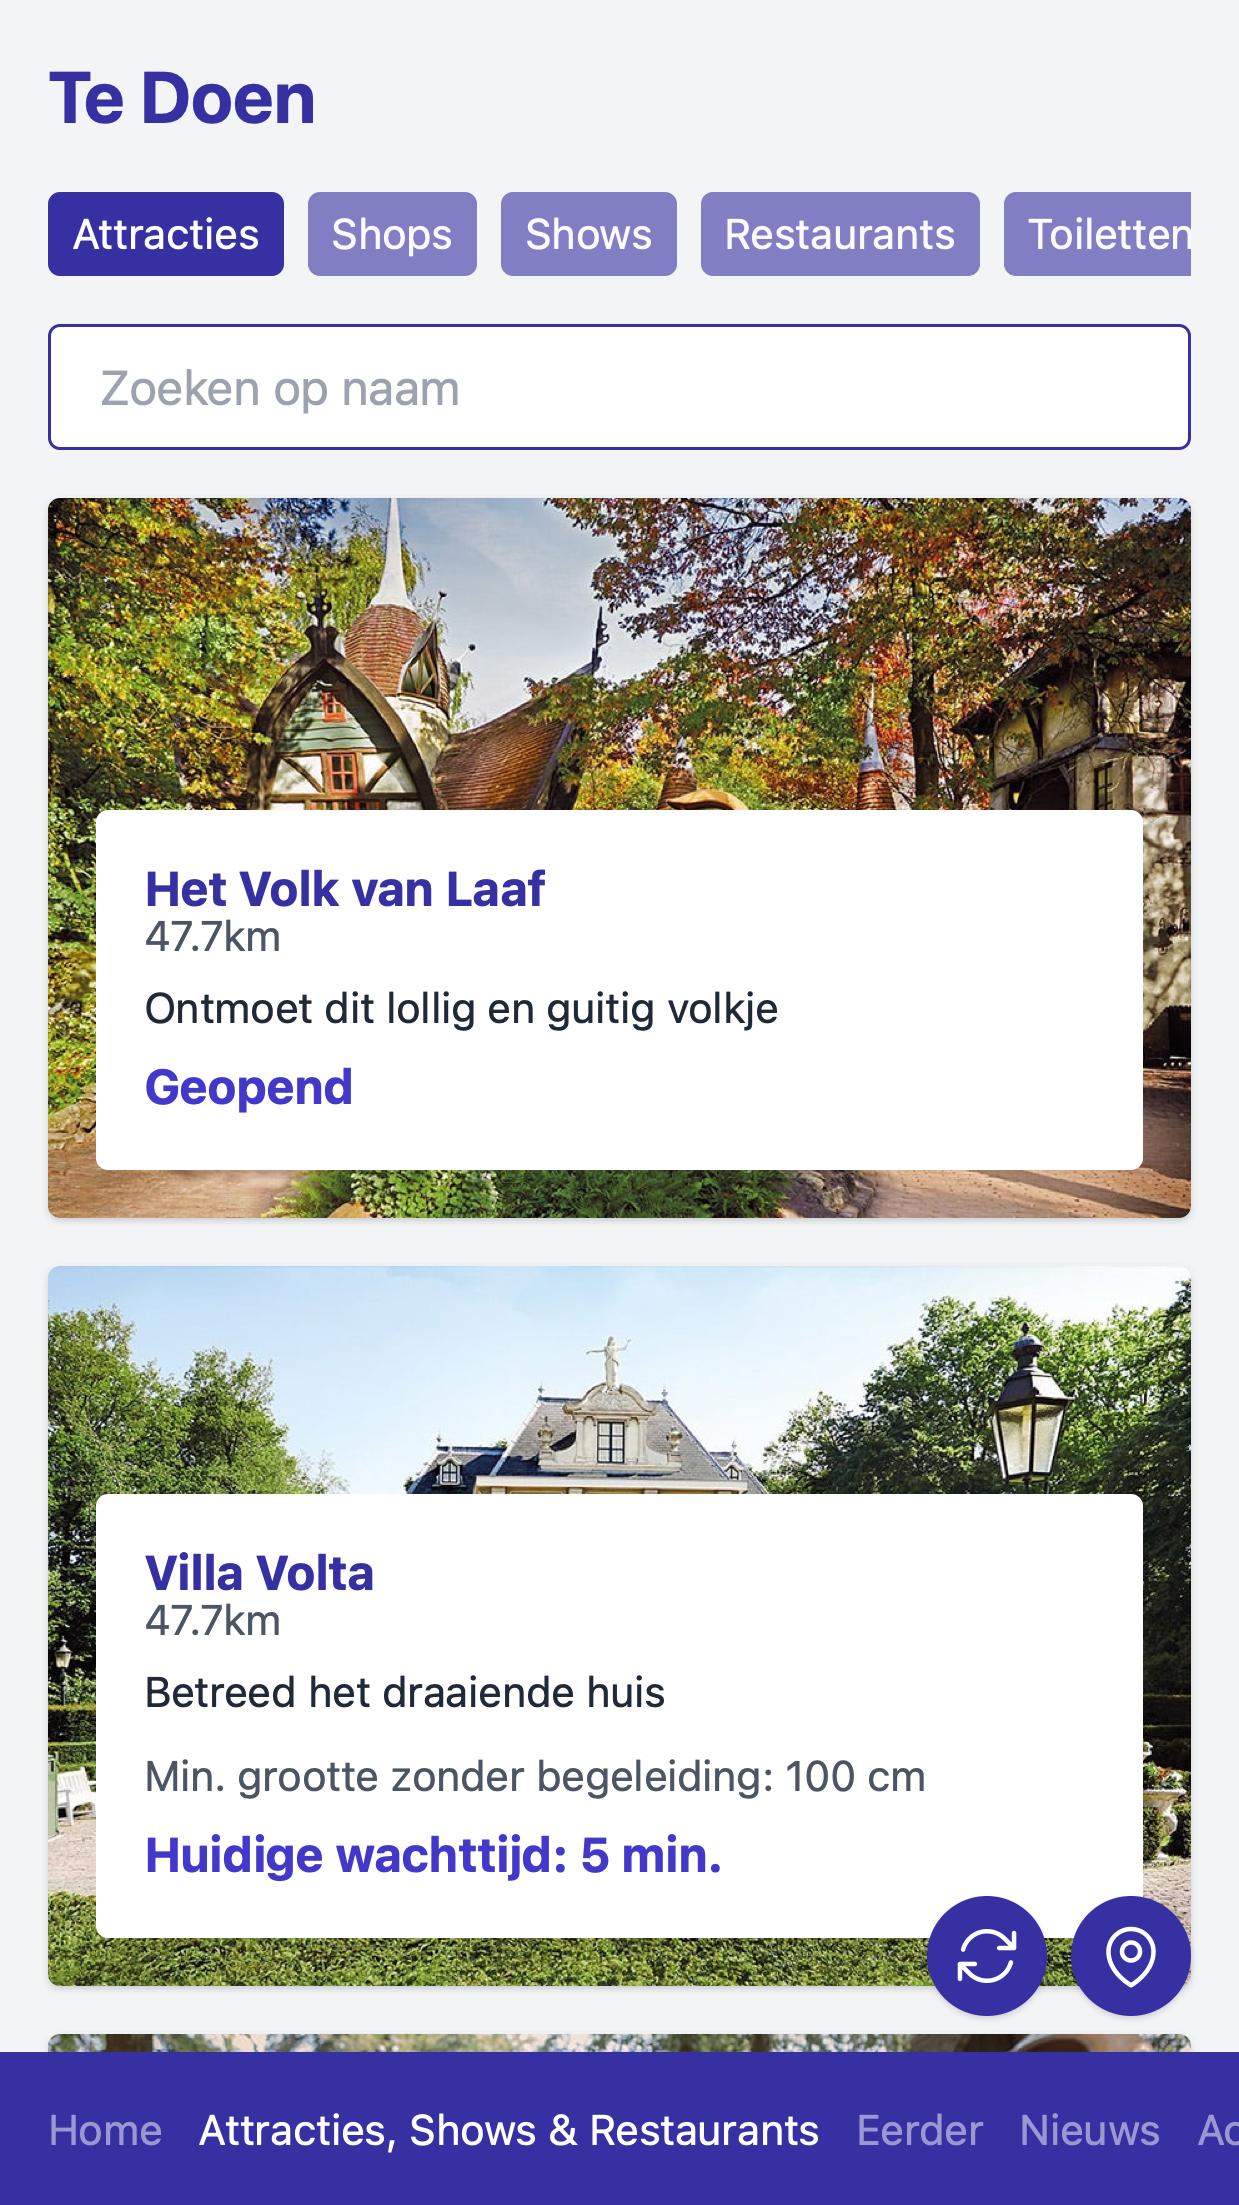 Te Doen
Attracties Shops Shows Restaurants Toiletten
Zoeken op naam
Het Volk van Laaf
47.7km
Ontmoet dit lollig en guitig volkje
Geopend
Villa Volta
47.7km
Betreed het draaiende huis
Min. grootte zonder begeleiding: 100 cm
Huidige wachttijd: 5 min.
Home Attracties, Shows & Restaurants Eerder Nieuws